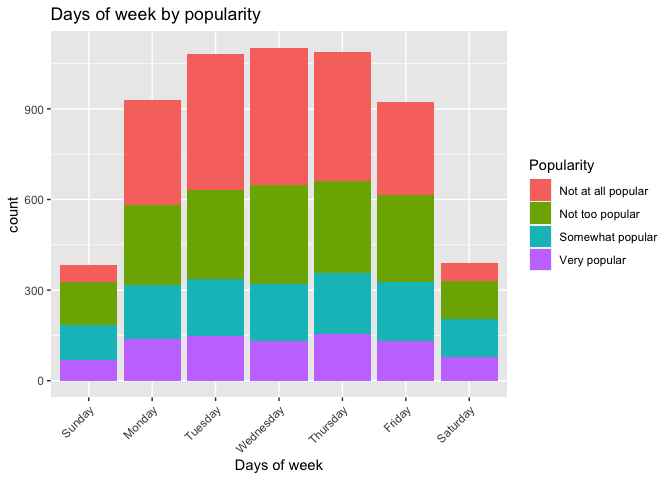 Days of week by popularity
count
900
600
300
0
Sunday
Monday
Tuesday
Wednesday
Thursday
Friday
Saturday
Days of week
Popularity
Not at all popular
Not too popular
Somewhat popular
Very popular